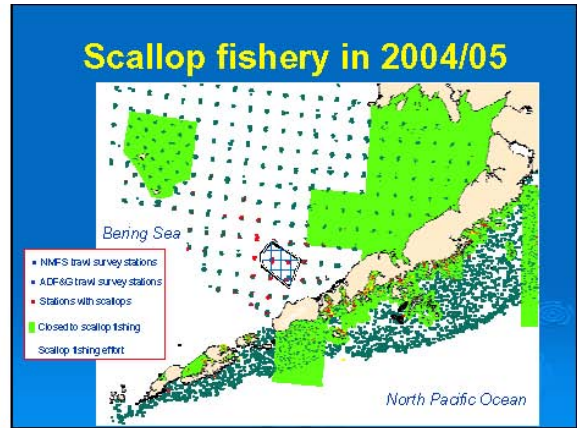 Scallop fishery in 2004/05
Bering Sea
NMFS trawl survey stations
ADF&G trawl survey stations
Stations with scallops
Closed to scallop fishing
Scallop fishing effort
North Pacific Ocean